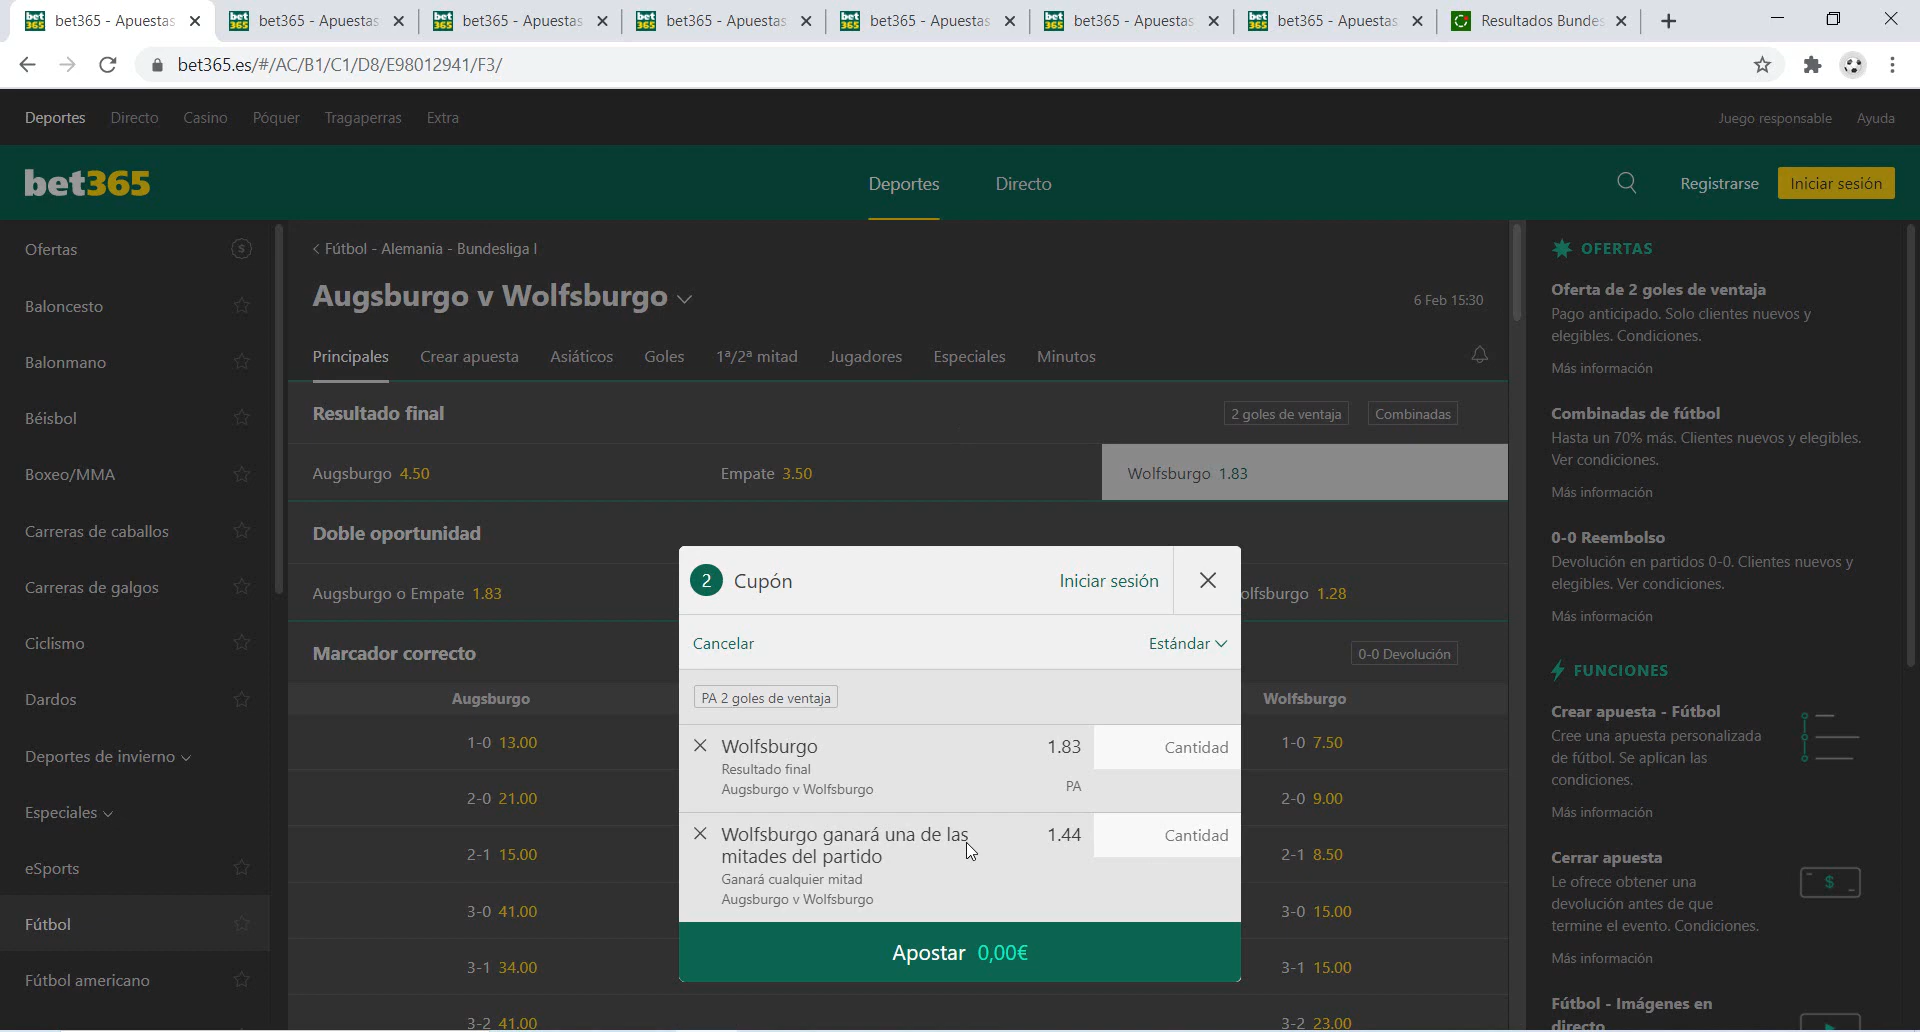 bet365 - Apuestas
bet365 - Apuestas
bet365 - Apuestas
bet365 - Apuestas
bet365 - Apuestas
bet365 - Apuestas
bet365 - Apuestas
Resultados Bundes
bet365.es/#/AC/B1/C1/D8/E98012941/F3/
Deportes Directo Casino Póquer Tragaperras Extra
Juego responsable Ayuda
bet365
Deportes Directo
Registrarse Iniciar sesión
Ofertas
Baloncesto
Balonmano
Béisbol
Boxeo/MMA
Carreras de caballos
Carreras de galgos
Ciclismo
Dardos
Deportes de invierno
Especiales
eSports
Fútbol
Fútbol americano
< Fútbol - Alemania - Bundesliga I
Augsburgo v Wolfsburgo
6 Feb 15:30
Principales Crear apuesta Asiáticos Goles 1ª/2ª mitad Jugadores Especiales Minutos
Resultado final
2 goles de ventaja Combinadas
Augsburgo 4.50 Empate 3.50 Wolfsburgo 1.83
Doble oportunidad
Augsburgo o Empate 1.83
olfsburgo 1.28
Marcador correcto
0-0 Devolución
Augsburgo Wolfsburgo
1-0 13.00 1-0 7.50
2-0 21.00 2-0 9.00
2-1 15.00 2-1 8.50
3-0 41.00 3-0 15.00
3-1 34.00 3-1 15.00
3-2 41.00 3-2 23.00
2 Cupón Iniciar sesión
Cancelar Estándar
PA 2 goles de ventaja
Wolfsburgo 1.83 Cantidad
Resultado final
Augsburgo v Wolfsburgo PA
Wolfsburgo ganará una de las 1.44 Cantidad
mitades del partido
Ganará cualquier mitad
Augsburgo v Wolfsburgo
Apostar 0,00€
OFERTAS
Oferta de 2 goles de ventaja
Pago anticipado. Solo clientes nuevos y
elegibles. Condiciones.
Más información
Combinadas de fútbol
Hasta un 70% más. Clientes nuevos y elegibles.
Ver condiciones.
Más información
0-0 Reembolso
Devolución en partidos 0-0. Clientes nuevos y
elegibles. Ver condiciones.
Más información
FUNCIONES
Crear apuesta - Fútbol
Cree una apuesta personalizada
de fútbol. Se aplican las
condiciones.
Más información
Cerrar apuesta
Le ofrece obtener una
devolución antes de que
termine el evento. Condiciones.
Más información
Fútbol - Imágenes en
directo